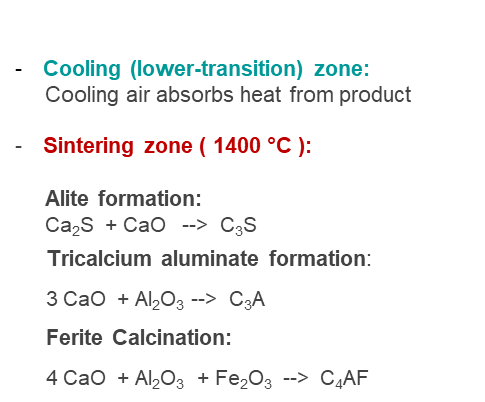 - Cooling (lower-transition) zone:
Cooling air absorbs heat from product
- Sintering zone ( 1400 °C ):
Alite formation:
Ca₂S + CaO --> C₃S
Tricalcium aluminate formation:
3 CaO + Al₂O₃ --> C₃A
Ferite Calcination:
4 CaO + Al₂O₃ + Fe₂O₃ --> C₄AF